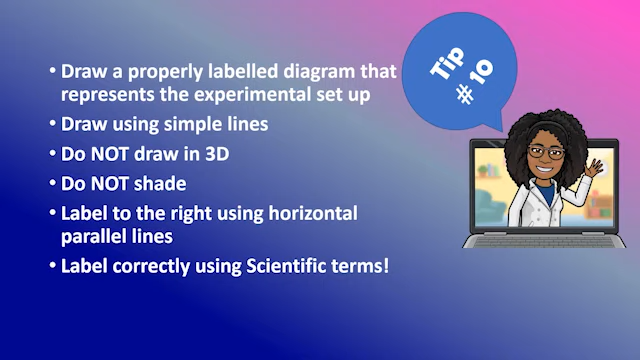 • Draw a properly labelled diagram that
represents the experimental set up
• Draw using simple lines
• Do NOT draw in 3D
• Do NOT shade
• Label to the right using horizontal
parallel lines
• Label correctly using Scientific terms!
Tip
# 10